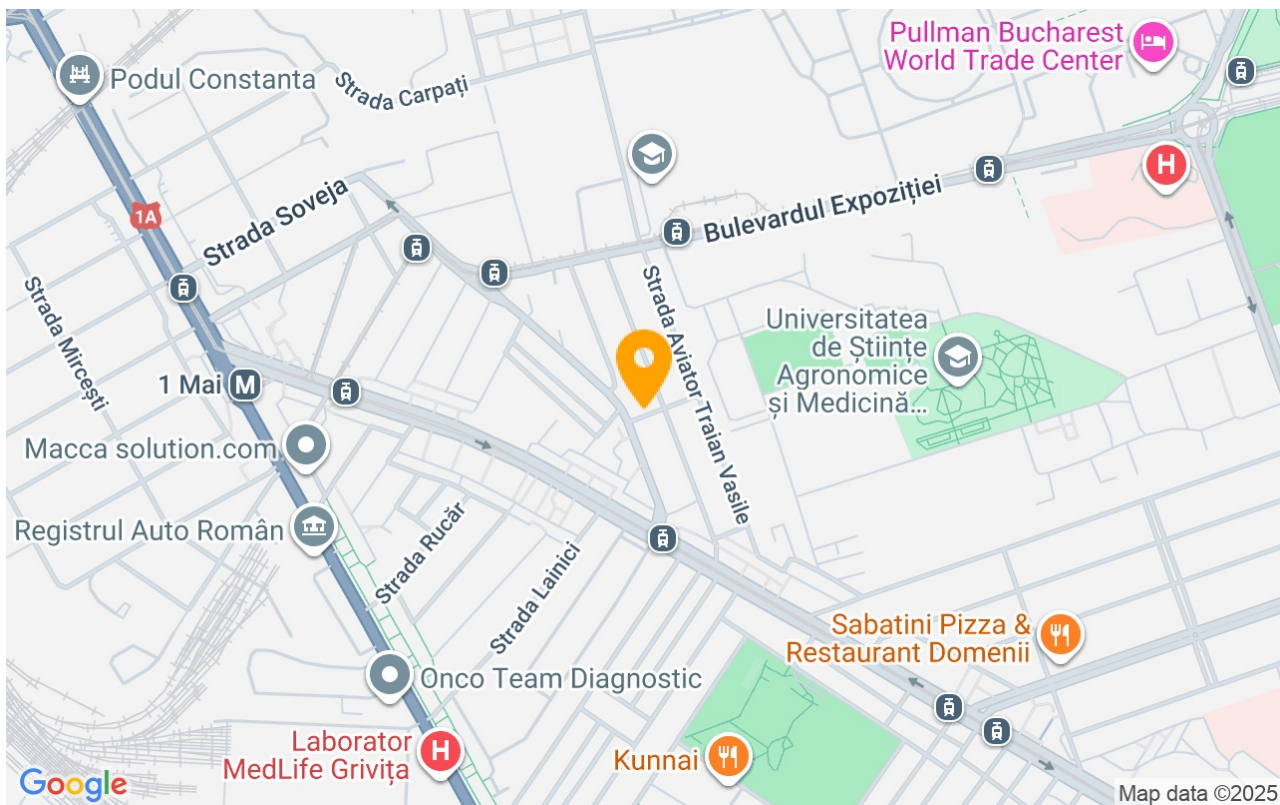 Pullman Bucharest
World Trade Center
Podul Constanta
Strada Carpați
H
1A
Strada Soveja
Bulevardul Expoziției
Strada Mircești
Strada Aviator Traian Vasile
Universitatea
de Științe
Agronomice
și Medicină...
1 Mai M
Macca solution.com
Registrul Auto Român
Strada Rucăr
Strada Lainici
Sabatini Pizza &
Restaurant Domenii
Onco Team Diagnostic
Laborator
MedLife Grivița
H
Kunnai
Google
Map data ©2025